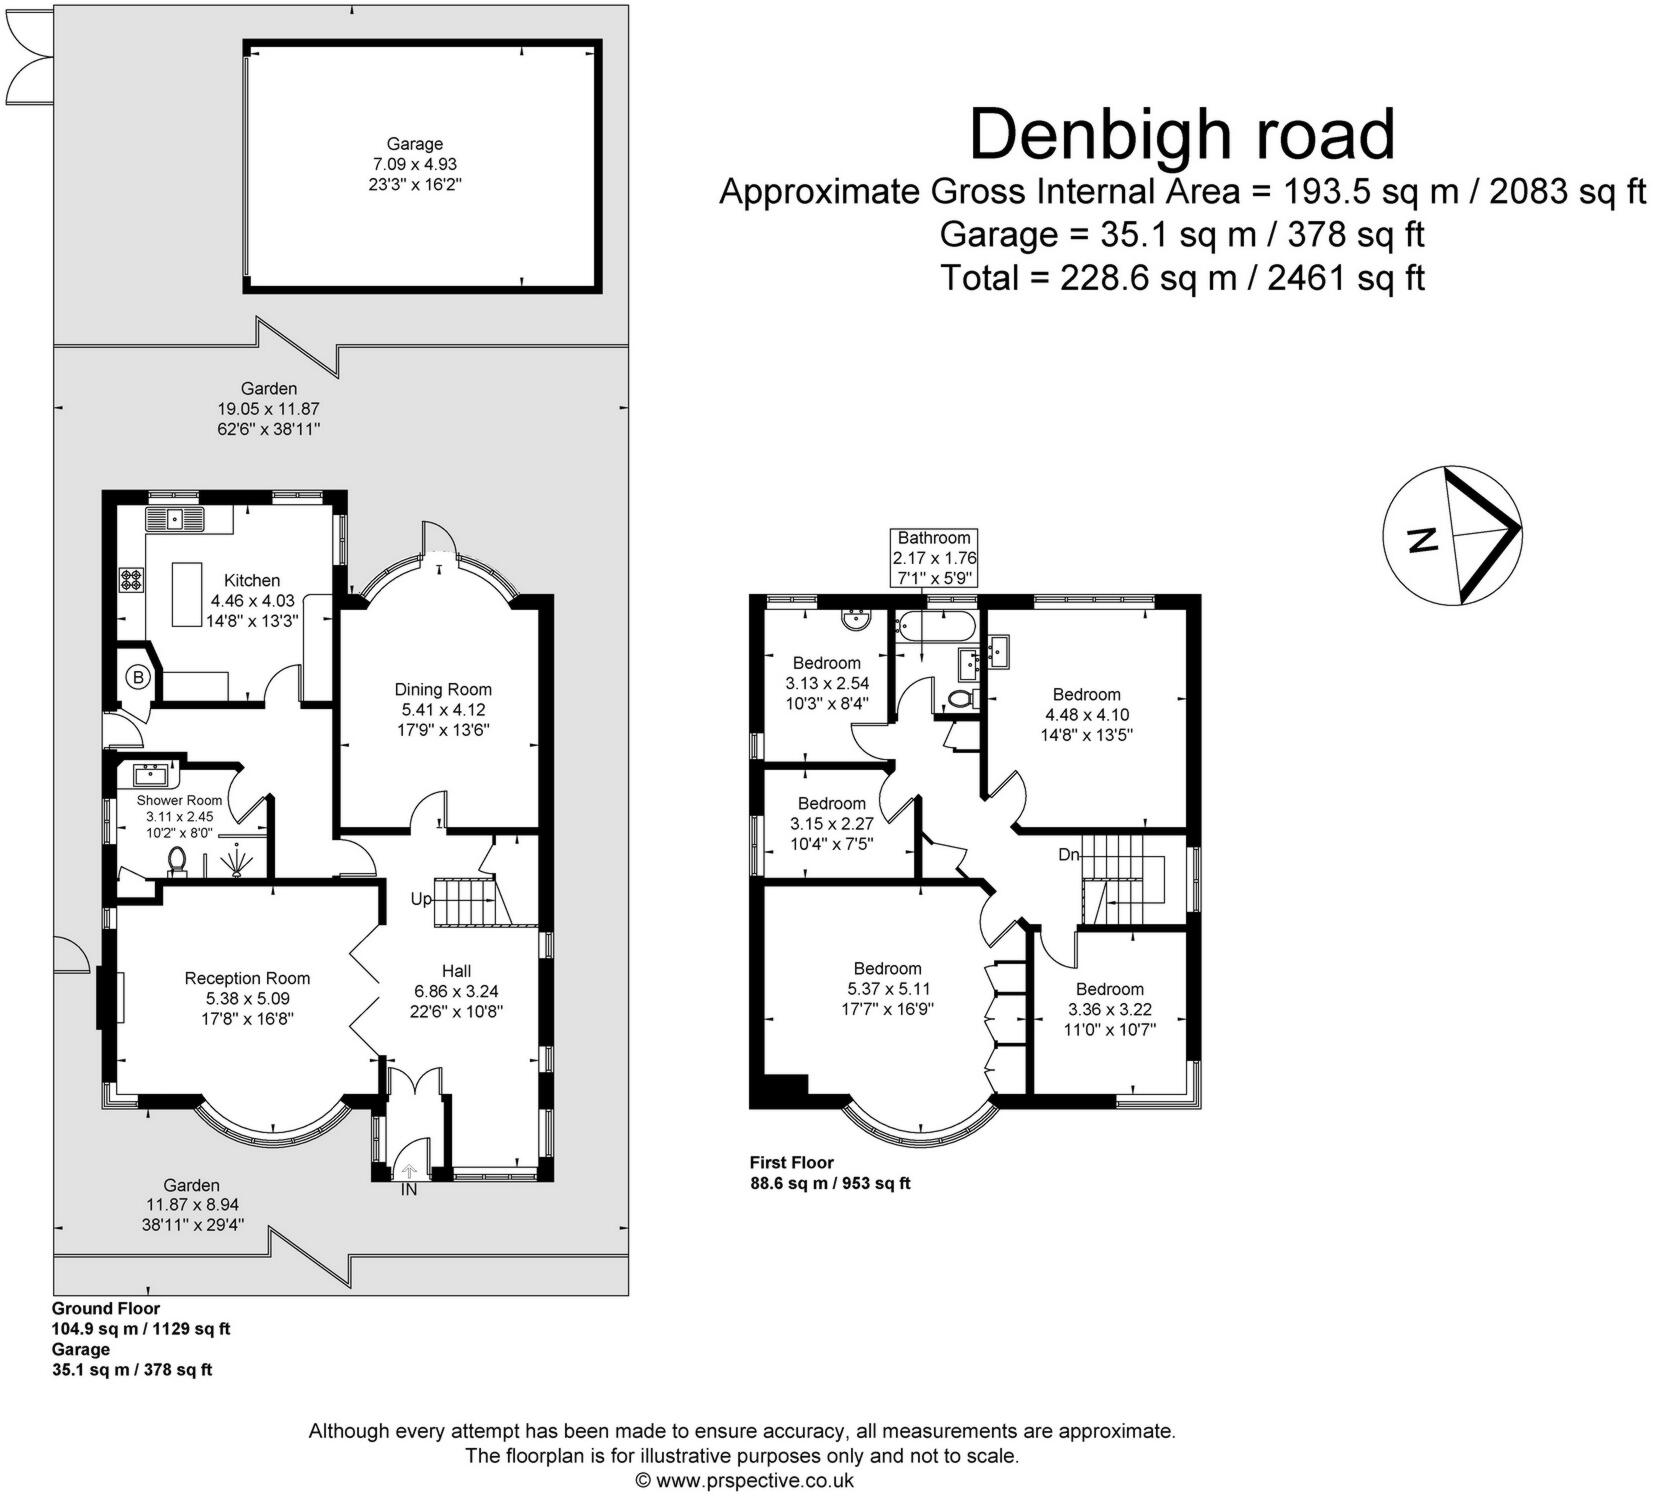 Denbigh road
Approximate Gross Internal Area = 193.5 sq m / 2083 sq ft
Garage = 35.1 sq m / 378 sq ft
Total = 228.6 sq m / 2461 sq ft
Garage
7.09 x 4.93
23'3" x 16'2"
Garden
19.05 x 11.87
62'6" x 38'11"
N
Kitchen
4.46 x 4.03
14'8" x 13'3"
B
Dining Room
5.41 x 4.12
17'9" x 13'6"
Shower Room
3.11 x 2.45
10'2" x 8'0"
Up
Reception Room
5.38 x 5.09
17'8" x 16'8"
Hall
6.86 x 3.24
22'6" x 10'8"
IN
Garden
11.87 x 8.94
38'11" x 29'4"
Ground Floor
104.9 sq m / 1129 sq ft
Garage
35.1 sq m / 378 sq ft
Bathroom
2.17 x 1.76
7'1" x 5'9"
Bedroom
3.13 x 2.54
10'3" x 8'4"
Bedroom
4.48 x 4.10
14'8" x 13'5"
Bedroom
3.15 x 2.27
10'4" x 7'5"
Dn
Bedroom
5.37 x 5.11
17'7" x 16'9"
Bedroom
3.36 x 3.22
11'0" x 10'7"
First Floor
88.6 sq m / 953 sq ft
Although every attempt has been made to ensure accuracy, all measurements are approximate.
The floorplan is for illustrative purposes only and not to scale.
© www.prspective.co.uk